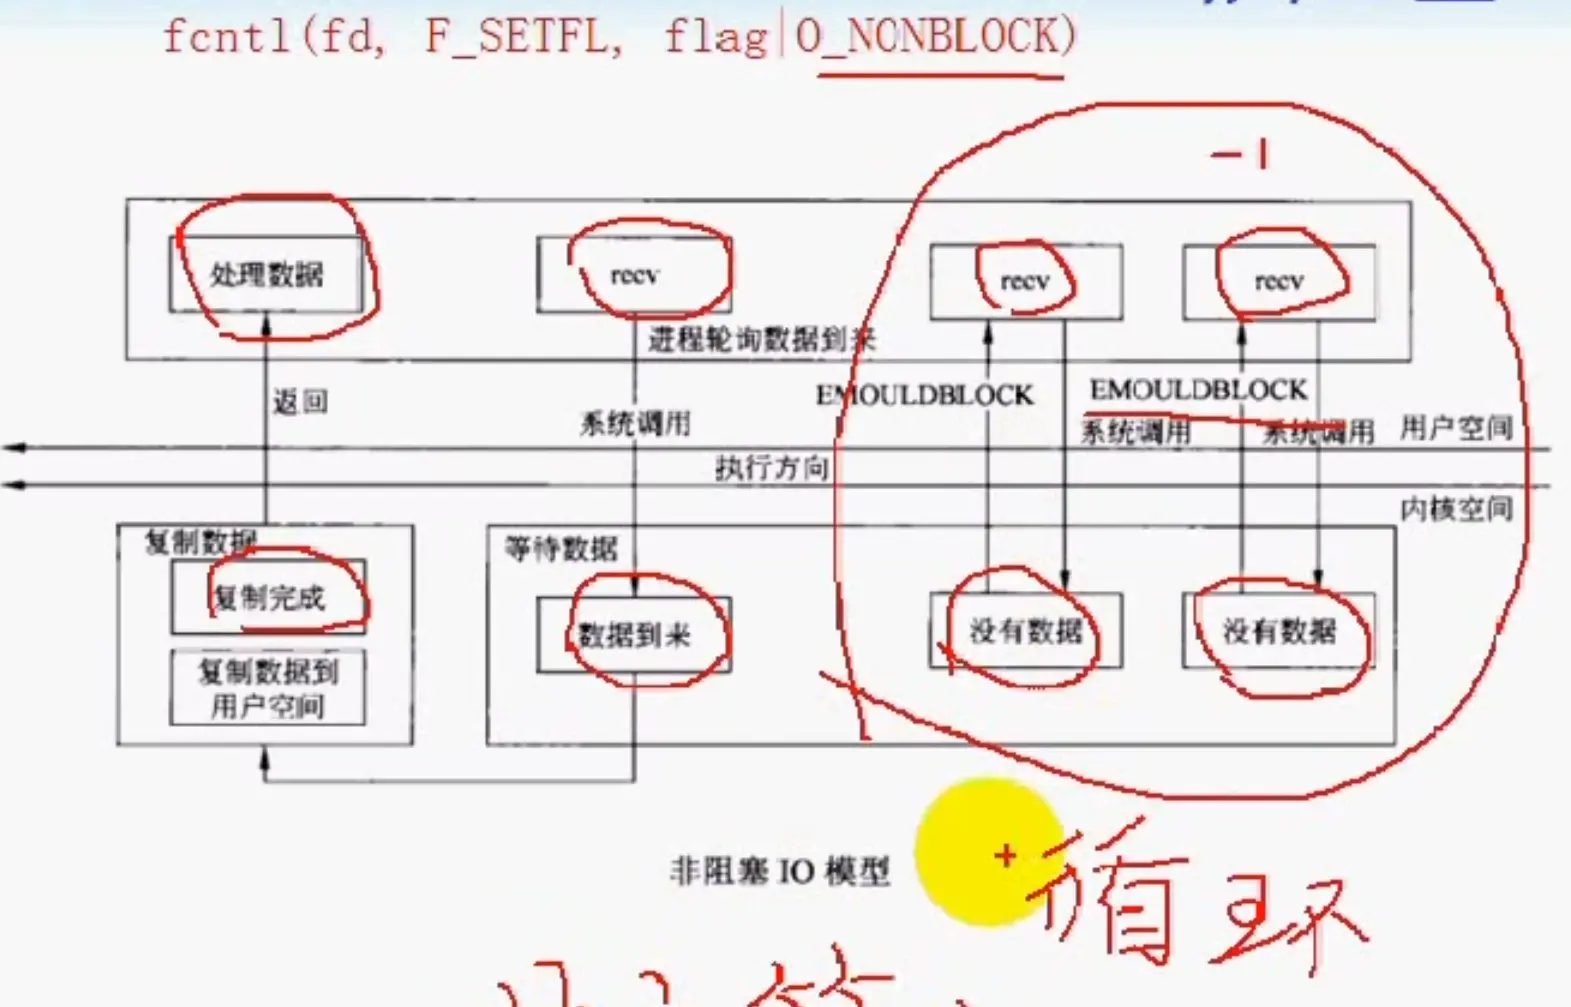 fcntl(fd, F_SETFL, flag|O_NONBLOCK)
-1
处理数据
recv
recv
recv
进程轮询数据到来
返回
系统调用
EMOULDBLOCK
EMOULDBLOCK
系统调用
系统调用
用户空间
执行方向
内核空间
复制数据
等待数据
复制完成
数据到来
没有数据
没有数据
复制数据到
用户空间
非阻塞 IO 模型
循环